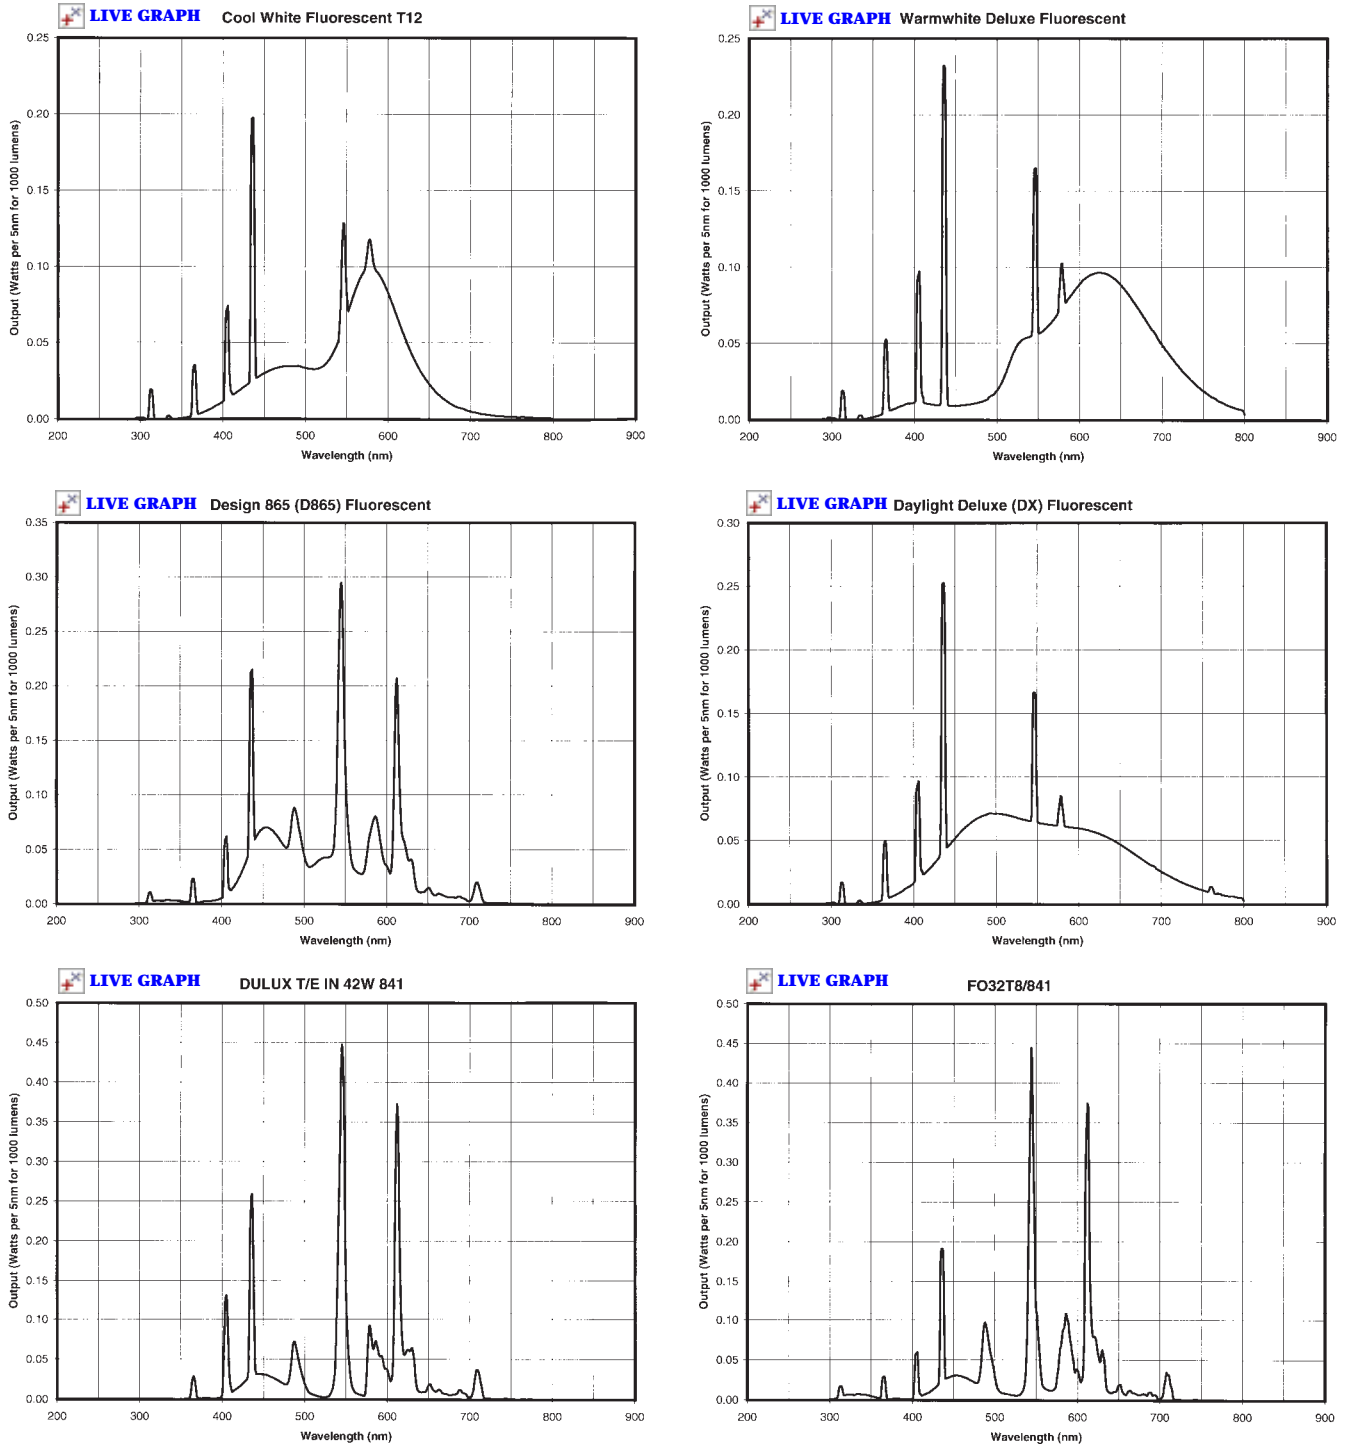 LIVE GRAPH Cool White Fluorescent T12
Output (Watts per 5nm for 1000 lumens)
0.25
0.20
0.15
0.10
0.05
0.00
200 300 400 500 600 700 800 900
Wavelength (nm)
LIVE GRAPH Warmwhite Deluxe Fluorescent
Output (Watts per 5nm for 1000 lumens)
0.25
0.20
0.15
0.10
0.05
0.00
200 300 400 500 600 700 800 900
Wavelength (nm)
LIVE GRAPH Design 865 (D865) Fluorescent
Output (Watts per 5nm for 1000 lumens)
0.35
0.30
0.25
0.20
0.15
0.10
0.05
0.00
200 300 400 500 600 700 800 900
Wavelength (nm)
LIVE GRAPH Daylight Deluxe (DX) Fluorescent
Output (Watts per 5nm for 1000 lumens)
0.30
0.25
0.20
0.15
0.10
0.05
0.00
200 300 400 500 600 700 800 900
Wavelength (nm)
LIVE GRAPH DULUX T/E IN 42W 841
Output (Watts per 5nm for 1000 lumens)
0.50
0.45
0.40
0.35
0.30
0.25
0.20
0.15
0.10
0.05
0.00
200 300 400 500 600 700 800 900
Wavelength (nm)
LIVE GRAPH FO32T8/841
Output (Watts per 5nm for 1000 lumens)
0.50
0.45
0.40
0.35
0.30
0.25
0.20
0.15
0.10
0.05
0.00
200 300 400 500 600 700 800 900
Wavelength (nm)